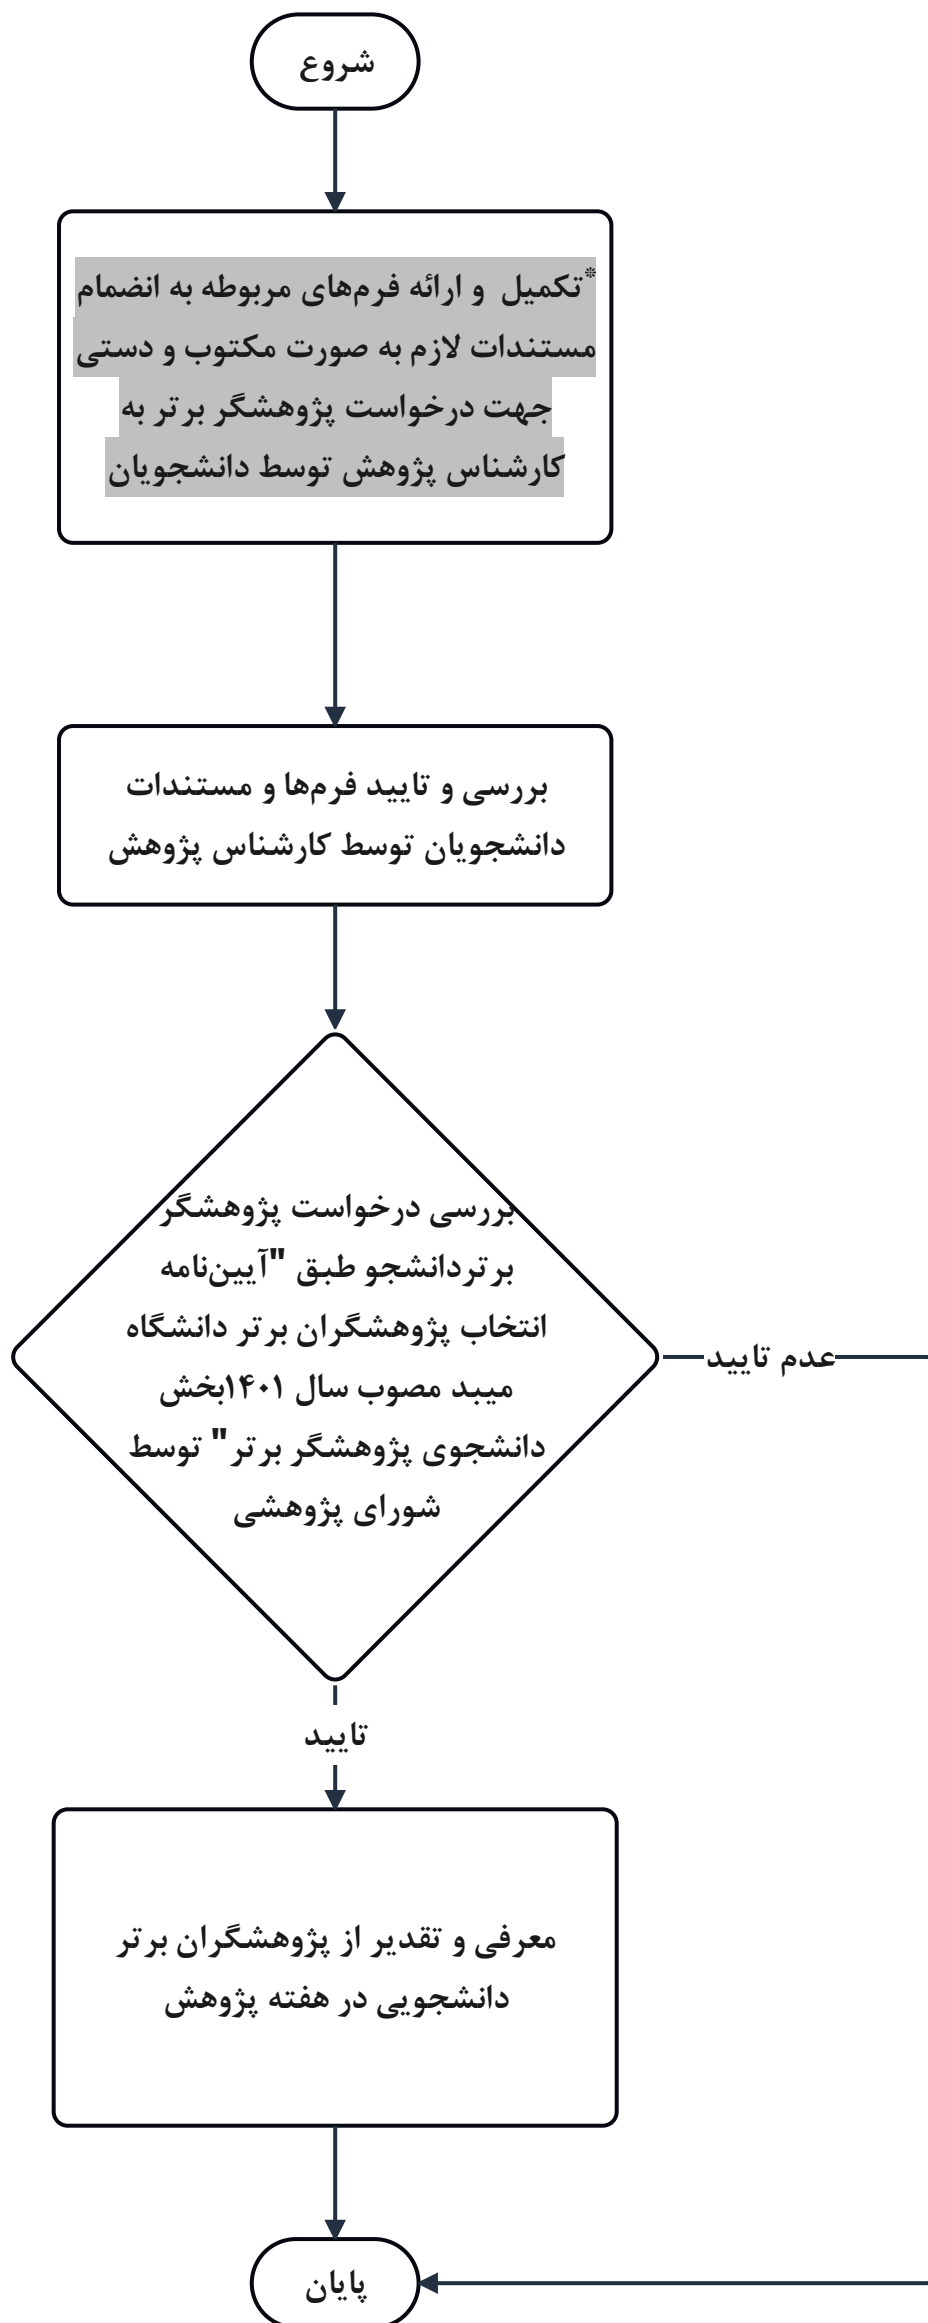 شروع
*تکمیل و ارائه فرم‌های مربوطه به انضمام
مستندات لازم به صورت مکتوب و دستی
جهت درخواست پژوهشگر برتر به
کارشناس پژوهش توسط دانشجویان
بررسی و تایید فرم‌ها و مستندات
دانشجویان توسط کارشناس پژوهش
بررسی درخواست پژوهشگر
برتردانشجو طبق "آیین‌نامه
انتخاب پژوهشگران برتر دانشگاه
میبد مصوب سال ۱۴۰۱بخش
دانشجوی پژوهشگر برتر" توسط
شورای پژوهشی
عدم تایید
تایید
معرفی و تقدیر از پژوهشگران برتر
دانشجویی در هفته پژوهش
پایان